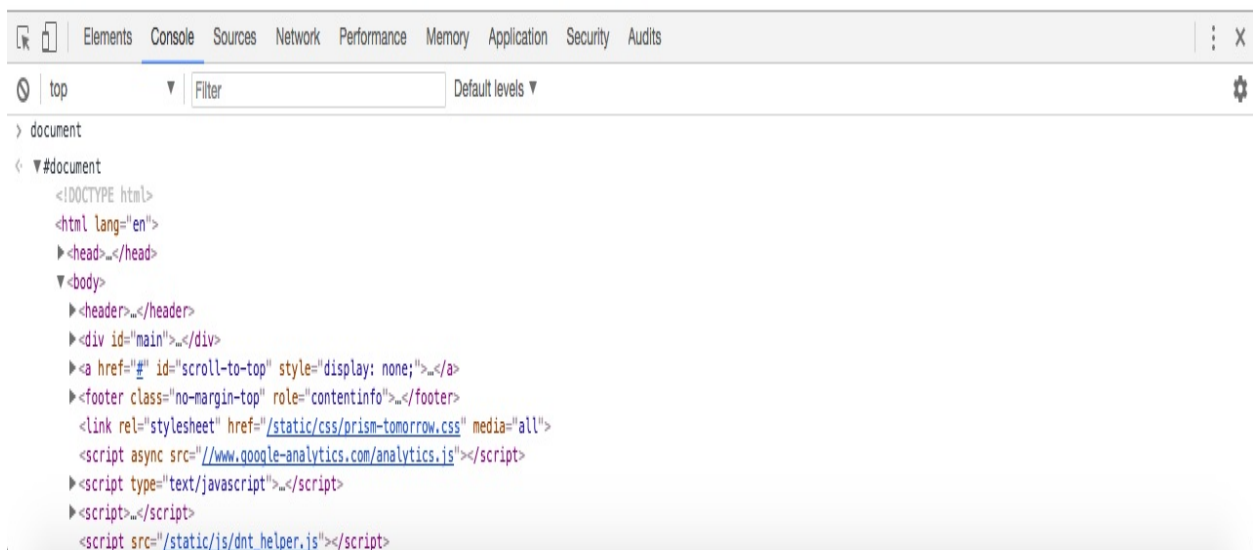 Elements Console Sources Network Performance Memory Application Security Audits
top Filter Default levels
document
#document
<!DOCTYPE html>
<html lang="en">
<head>…</head>
<body>
<header>…</header>
<div id="main">…</div>
<a href="#" id="scroll-to-top" style="display: none;">…</a>
<footer class="no-margin-top" role="contentinfo">…</footer>
<link rel="stylesheet" href="/static/css/prism-tomorrow.css" media="all">
<script async src="//www.google-analytics.com/analytics.js"></script>
<script type="text/javascript">…</script>
<script>…</script>
<script src="/static/js/dnt_helper.js"></script>